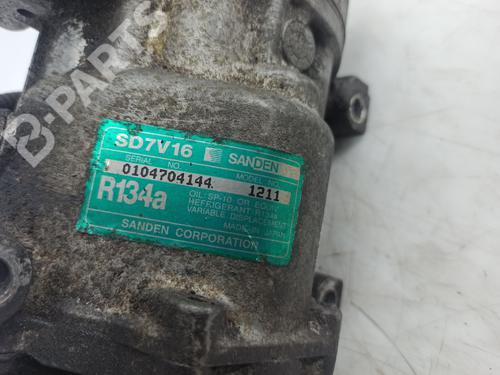 B-PARTS
SD7V16 SANDEN
SERIAL NO. MODEL NO.
0104704144 1211
R134a
OIL: SP-10 OR EQUIV.
REFRIGERANT R134a
VARIABLE DISPLACEMENT
MADE IN JAPAN
SANDEN CORPORATION